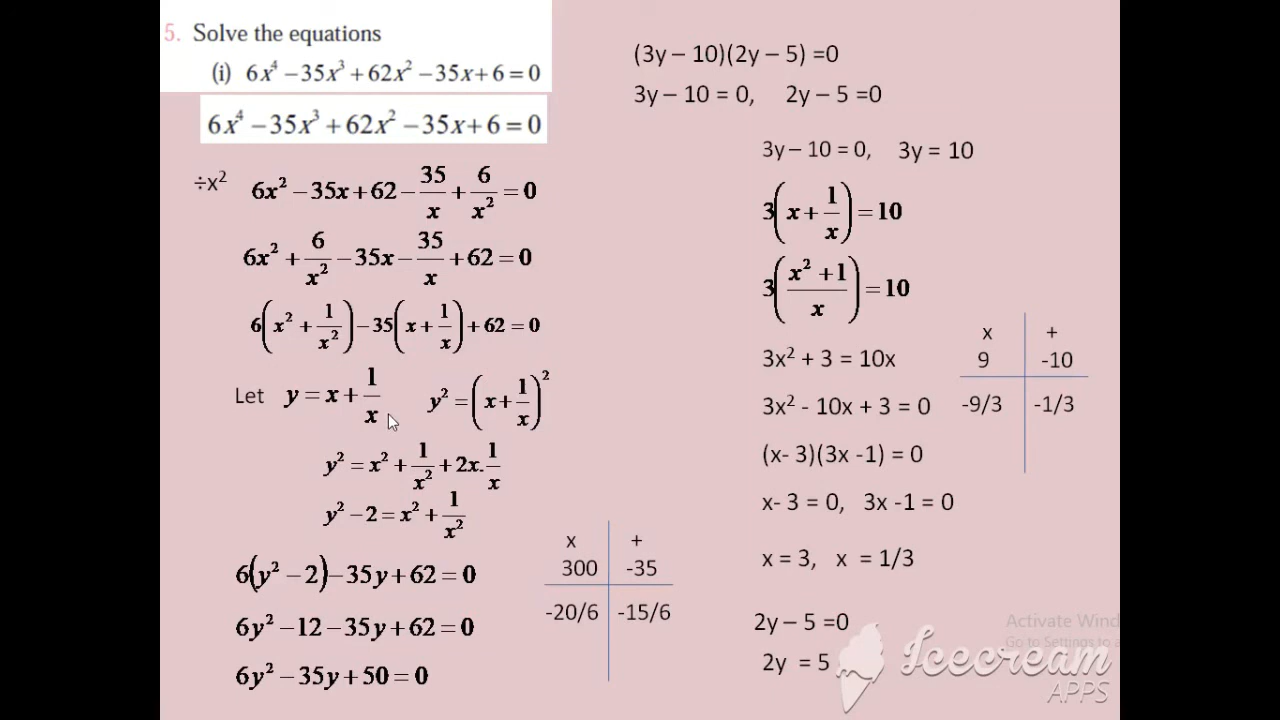 5. Solve the equations
(i) 6x⁴ −35x³ +62x² −35x+6 = 0
6x⁴ −35x³ +62x² −35x+6 = 0
÷x² 6x² −35x+62− 35/x + 6/x² = 0
6x² + 6/x² −35x− 35/x +62 = 0
6(x² + 1/x²)−35(x+ 1/x)+62 = 0
Let y = x+ 1/x y² = (x+ 1/x)²
y² = x² + 1/x² +2x. 1/x
y² −2 = x² + 1/x²
6(y² −2)−35y+62 = 0
6y² −12−35y+62 = 0
6y² −35y+50 = 0
x +
300 -35
-20/6 -15/6
(3y – 10)(2y – 5) =0
3y – 10 = 0, 2y – 5 =0
3y – 10 = 0, 3y = 10
3(x+ 1/x) = 10
3((x² +1)/x) = 10
3x² + 3 = 10x
3x² - 10x + 3 = 0
(x- 3)(3x -1) = 0
x- 3 = 0, 3x -1 = 0
x = 3, x = 1/3
x +
9 -10
-9/3 -1/3
2y – 5 =0
2y = 5
Activate Wind
Go to Settings to a
Icecream
APPS